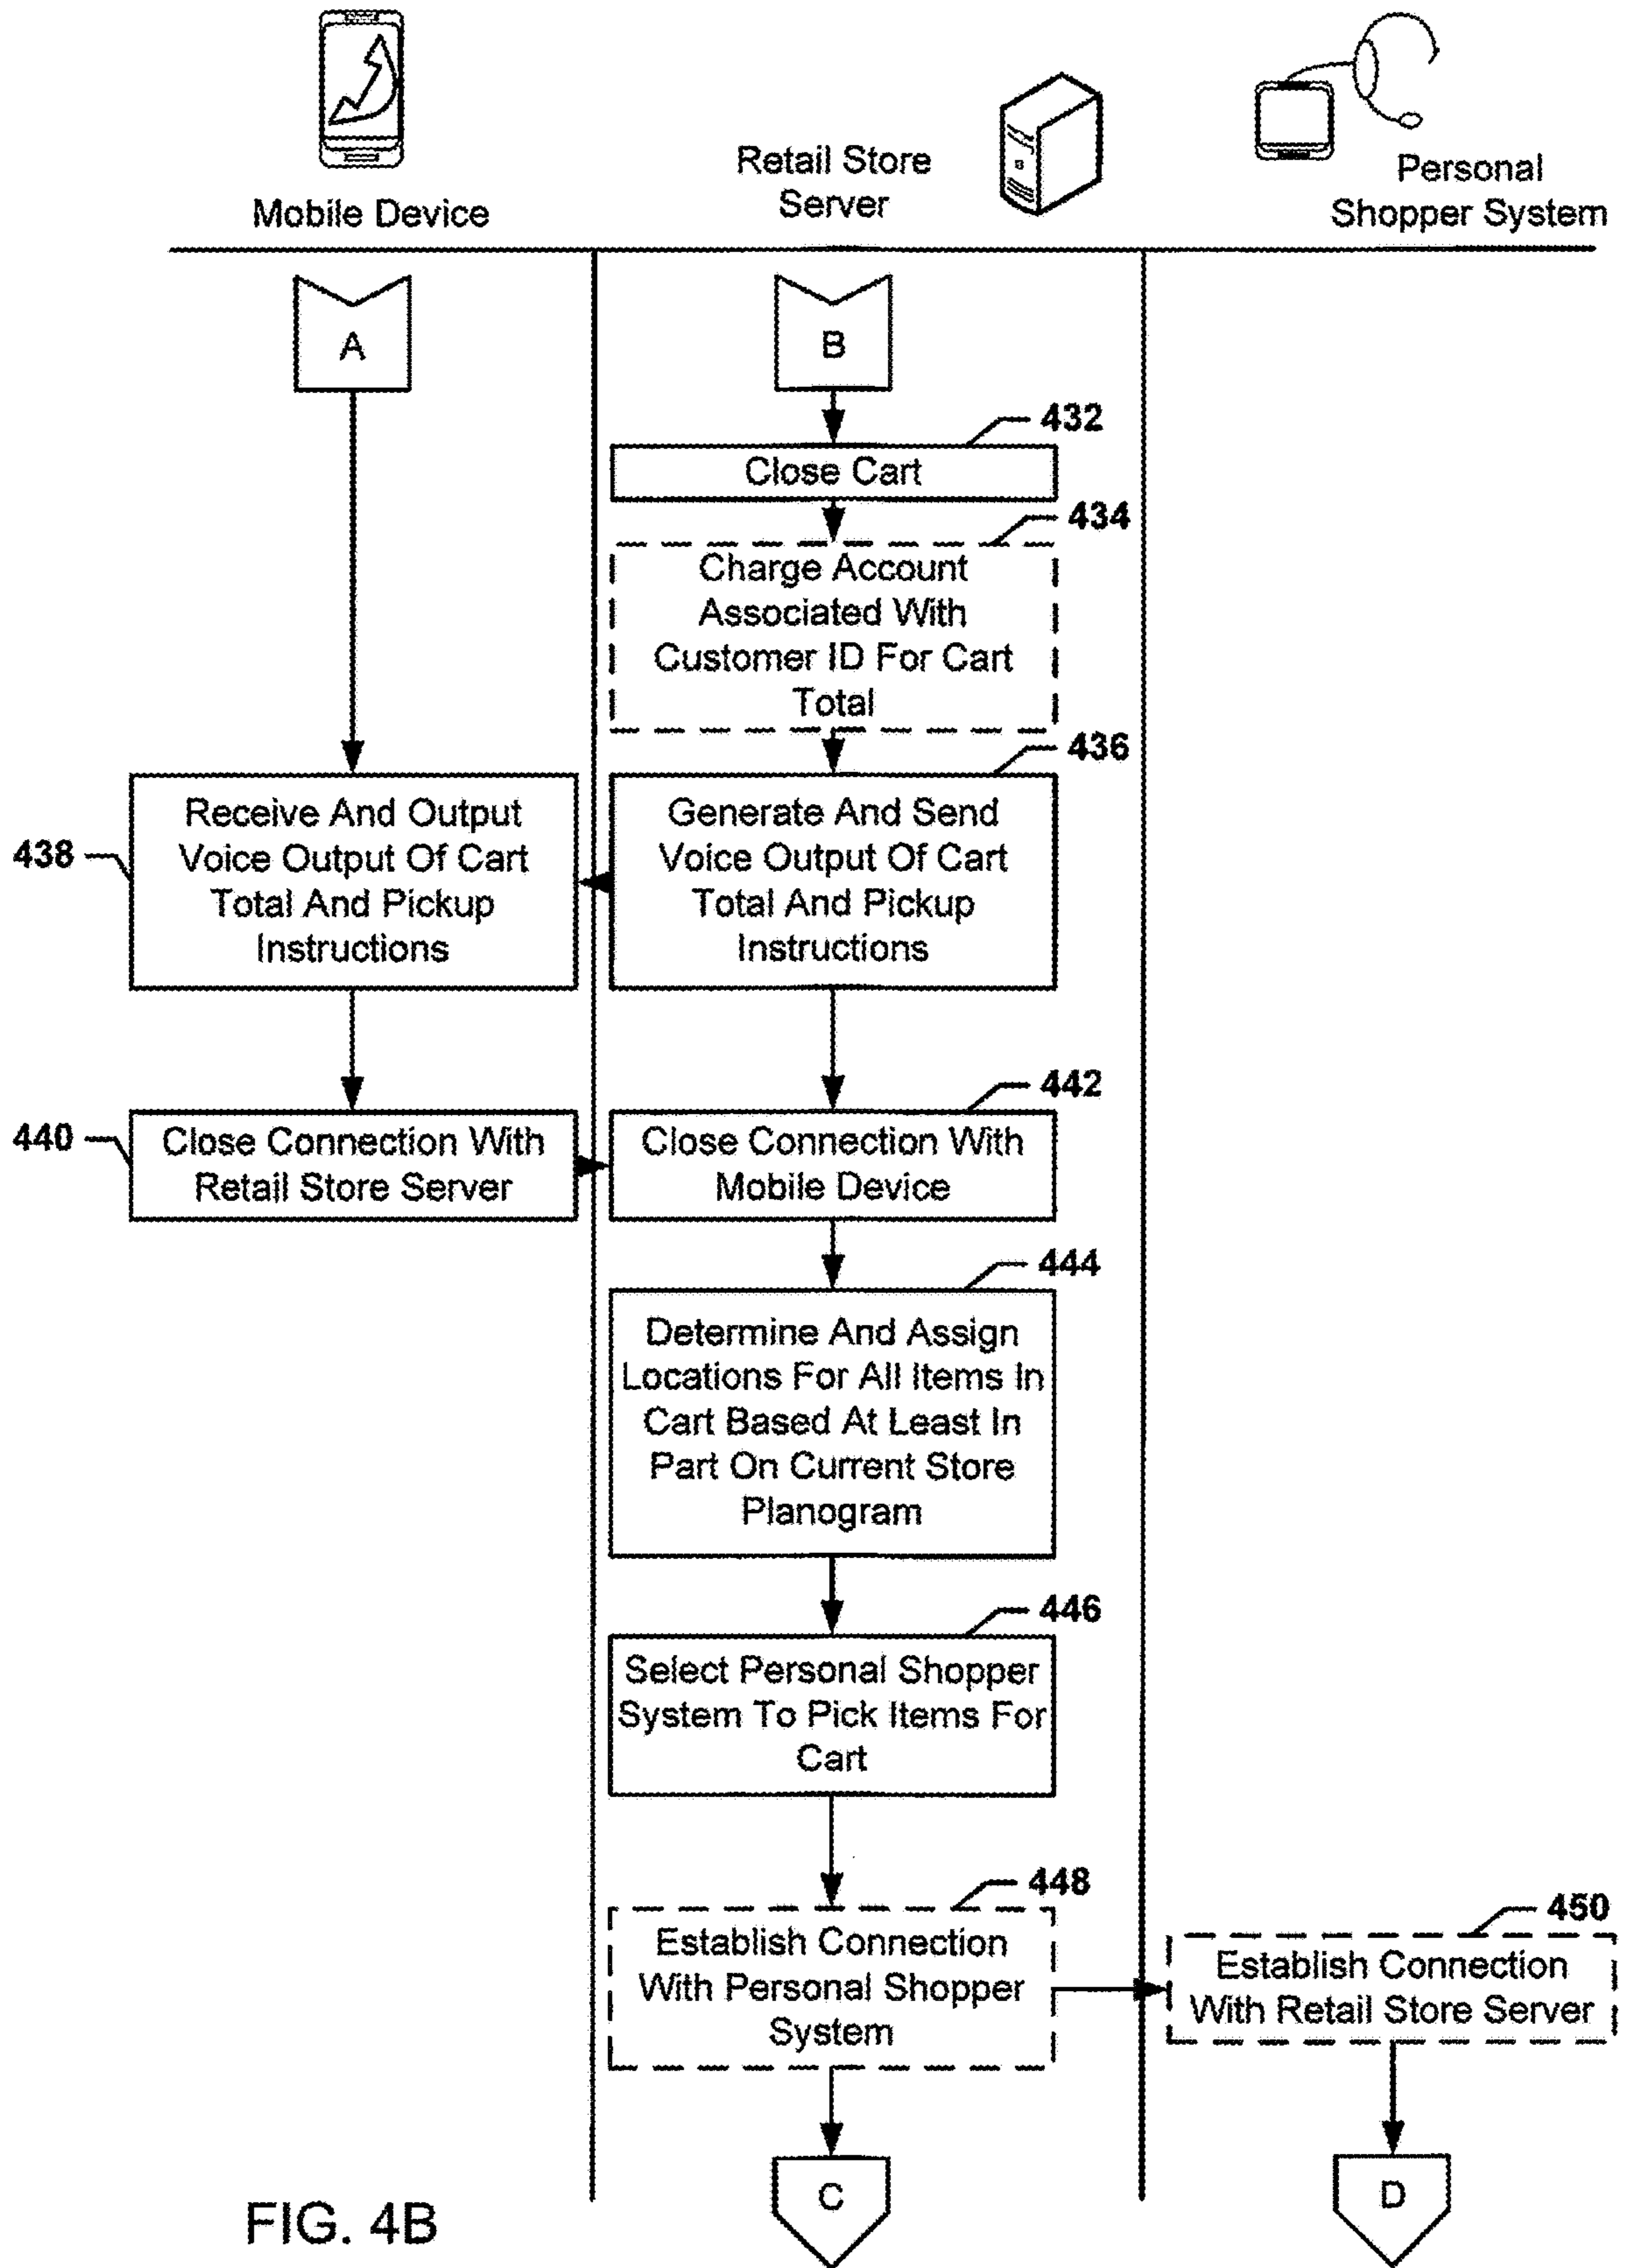 Mobile Device
Retail Store
Server
Personal
Shopper System
A
B
432
Close Cart
434
Charge Account
Associated With
Customer ID For Cart
Total
436
Generate And Send
Voice Output Of Cart
Total And Pickup
Instructions
438
Receive And Output
Voice Output Of Cart
Total And Pickup
Instructions
440
Close Connection With
Retail Store Server
442
Close Connection With
Mobile Device
444
Determine And Assign
Locations For All Items In
Cart Based At Least In
Part On Current Store
Planogram
446
Select Personal Shopper
System To Pick Items For
Cart
448
Establish Connection
With Personal Shopper
System
450
Establish Connection
With Retail Store Server
C
D
FIG. 4B